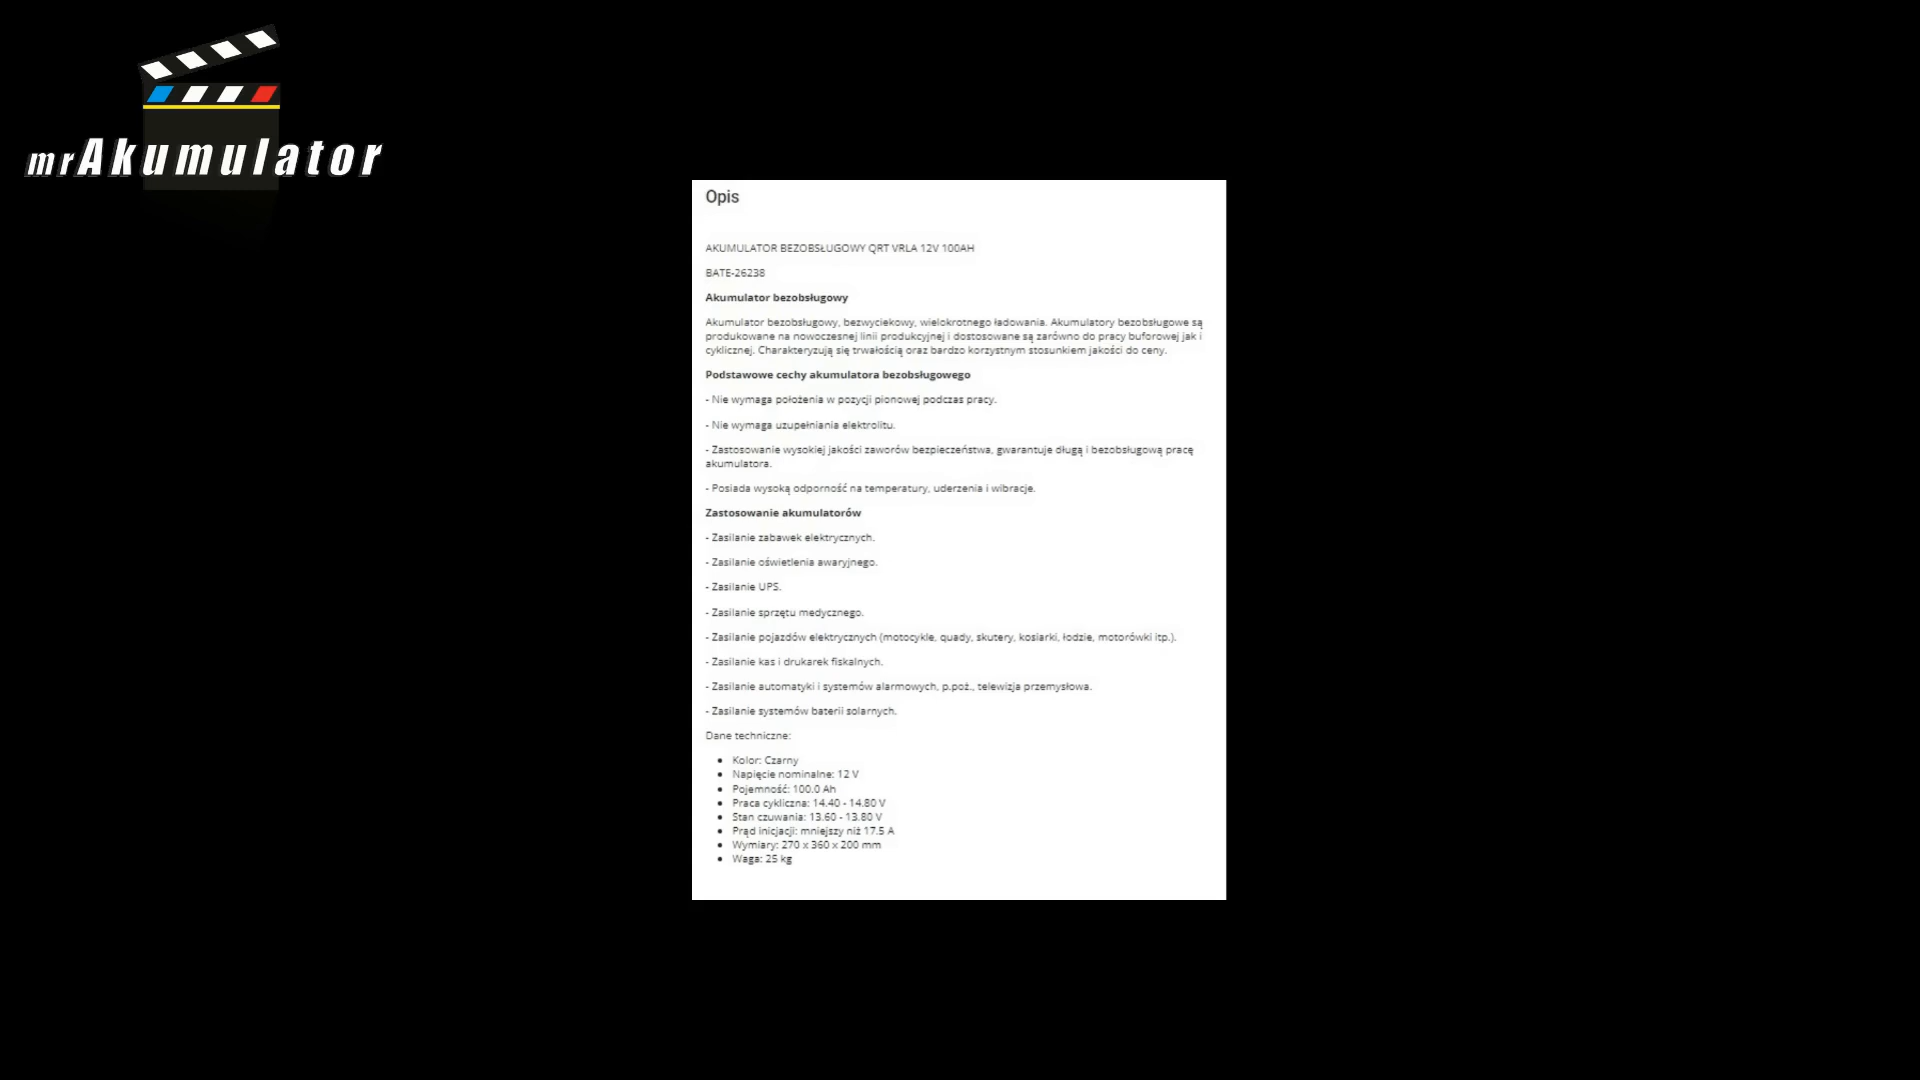 mrAkumulator
Opis
AKUMULATOR BEZOBSŁUGOWY QRT VRLA 12V 100AH
BATE-26238
Akumulator bezobsługowy
Akumulator bezobsługowy, bezwyciekowy, wielokrotnego ładowania. Akumulatory bezobsługowe są
produkowane na nowoczesnej linii produkcyjnej i dostosowane są zarówno do pracy buforowej jak i
cyklicznej. Charakteryzują się trwałością oraz bardzo korzystnym stosunkiem jakości do ceny.
Podstawowe cechy akumulatora bezobsługowego
- Nie wymaga położenia w pozycji pionowej podczas pracy.
- Nie wymaga uzupełniania elektrolitu.
- Zastosowanie wysokiej jakości zaworów bezpieczeństwa, gwarantuje długą i bezobsługową pracę
akumulatora.
- Posiada wysoką odporność na temperatury, uderzenia i wibracje.
Zastosowanie akumulatorów
- Zasilanie zabawek elektrycznych.
- Zasilanie oświetlenia awaryjnego.
- Zasilanie UPS.
- Zasilanie sprzętu medycznego.
- Zasilanie pojazdów elektrycznych (motocykle, quady, skutery, kosiarki, łodzie, motorówki itp.).
- Zasilanie kas i drukarek fiskalnych.
- Zasilanie automatyki i systemów alarmowych, p.poż., telewizja przemysłowa.
- Zasilanie systemów baterii solarnych.
Dane techniczne:
• Kolor: Czarny
• Napięcie nominalne: 12 V
• Pojemność: 100.0 Ah
• Praca cykliczna: 14.40 - 14.80 V
• Stan czuwania: 13.60 - 13.80 V
• Prąd inicjacji: mniejszy niż 17.5 A
• Wymiary: 270 x 360 x 200 mm
• Waga: 25 kg